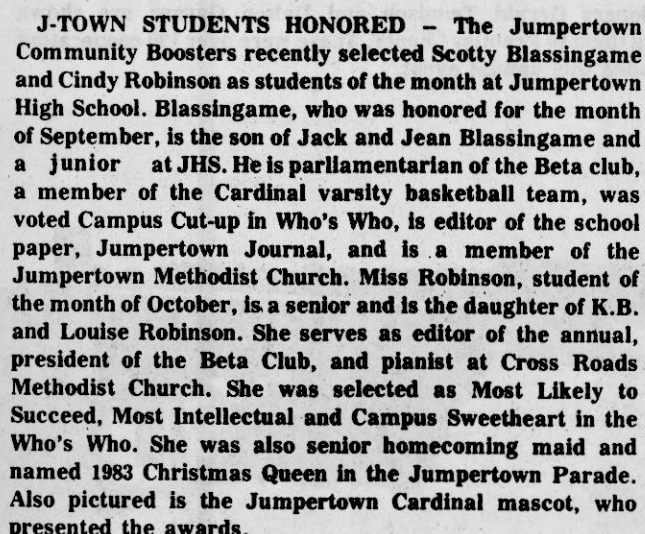 J-TOWN STUDENTS HONORED – The Jumpertown
Community Boosters recently selected Scotty Blassingame
and Cindy Robinson as students of the month at Jumpertown
High School. Blassingame, who was honored for the month
of September, is the son of Jack and Jean Blassingame and
a junior at JHS. He is parliamentarian of the Beta club,
a member of the Cardinal varsity basketball team, was
voted Campus Cut-up in Who's Who, is editor of the school
paper, Jumpertown Journal, and is a member of the
Jumpertown Methodist Church. Miss Robinson, student of
the month of October, is a senior and is the daughter of K.B.
and Louise Robinson. She serves as editor of the annual,
president of the Beta Club, and pianist at Cross Roads
Methodist Church. She was selected as Most Likely to
Succeed, Most Intellectual and Campus Sweetheart in the
Who's Who. She was also senior homecoming maid and
named 1983 Christmas Queen in the Jumpertown Parade.
Also pictured is the Jumpertown Cardinal mascot, who
presented the awards.